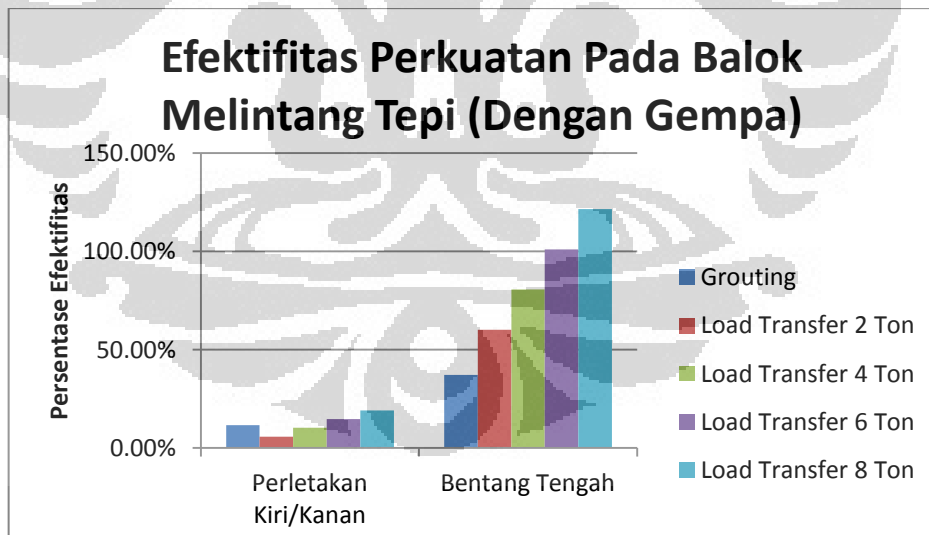 Efektifitas Perkuatan Pada Balok
Melintang Tepi (Dengan Gempa)
Persentase Efektifitas
150.00%
100.00%
50.00%
0.00%
Perletakan
Kiri/Kanan
Bentang Tengah
Grouting
Load Transfer 2 Ton
Load Transfer 4 Ton
Load Transfer 6 Ton
Load Transfer 8 Ton